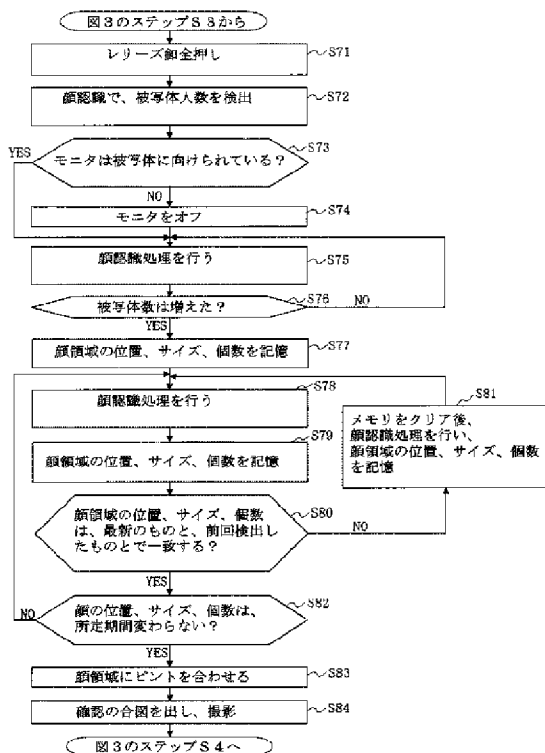 図3のステップS8から
レリーズ釦全押し
S71
顔認識で、被写体人数を検出
S72
S73
YES
モニタは被写体に向けられている？
NO
S74
モニタをオフ
顔認識処理を行う
S75
S76
被写体数は増えた？
NO
YES
顔領域の位置、サイズ、個数を記憶
S77
S78
顔認識処理を行う
S79
顔領域の位置、サイズ、個数を記憶
S81
メモリをクリア後、
顔認識処理を行い、
顔領域の位置、サイズ、個数
を記憶
S80
顔領域の位置、サイズ、個数
は、最新のものと、前回検出し
たものとで一致する？
NO
YES
S82
NO
顔の位置、サイズ、個数は、
所定期間変わらない？
YES
顔領域にピントを合わせる
S83
確認の合図を出し、撮影
S84
図3のステップS4へ